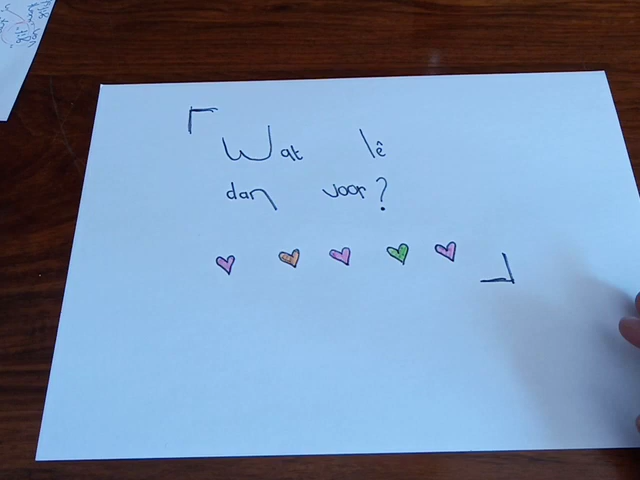 「Wat lê
dan voor?
」